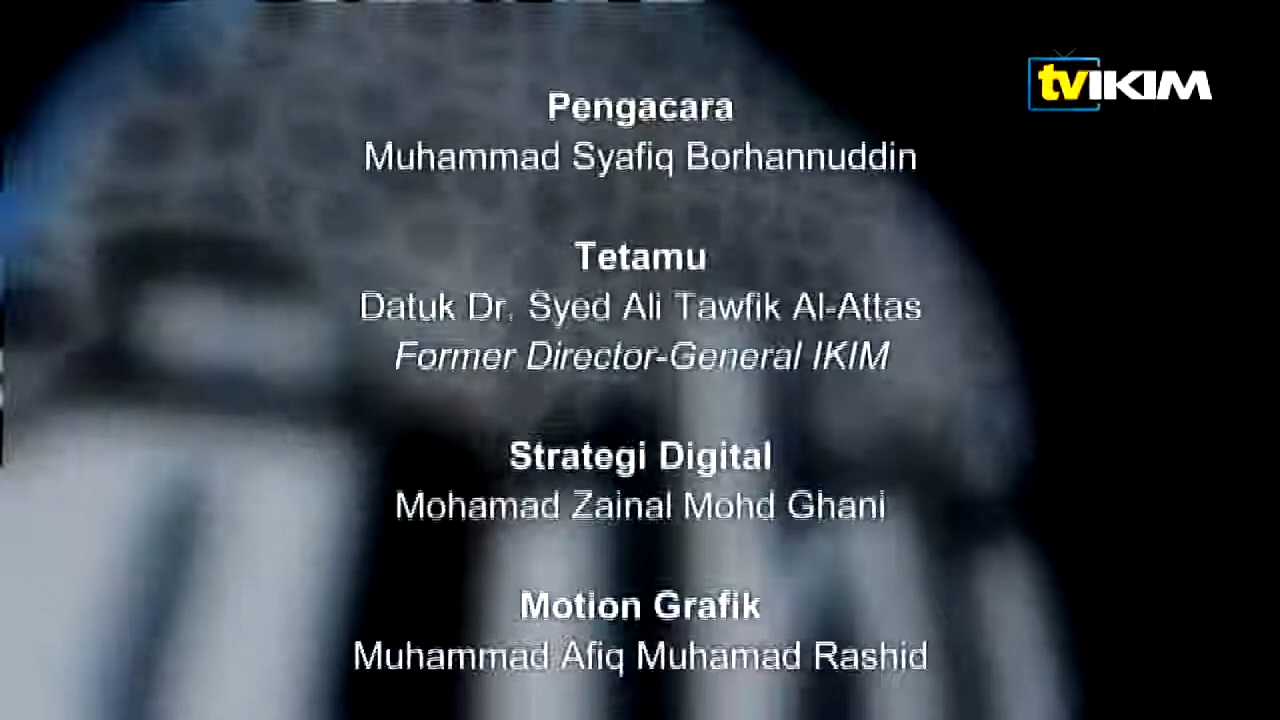 tvIKIM
Pengacara
Muhammad Syafiq Borhannuddin
Tetamu
Datuk Dr. Syed Ali Tawfik Al-Attas
Former Director-General IKIM
Strategi Digital
Mohamad Zainal Mohd Ghani
Motion Grafik
Muhammad Afiq Muhamad Rashid